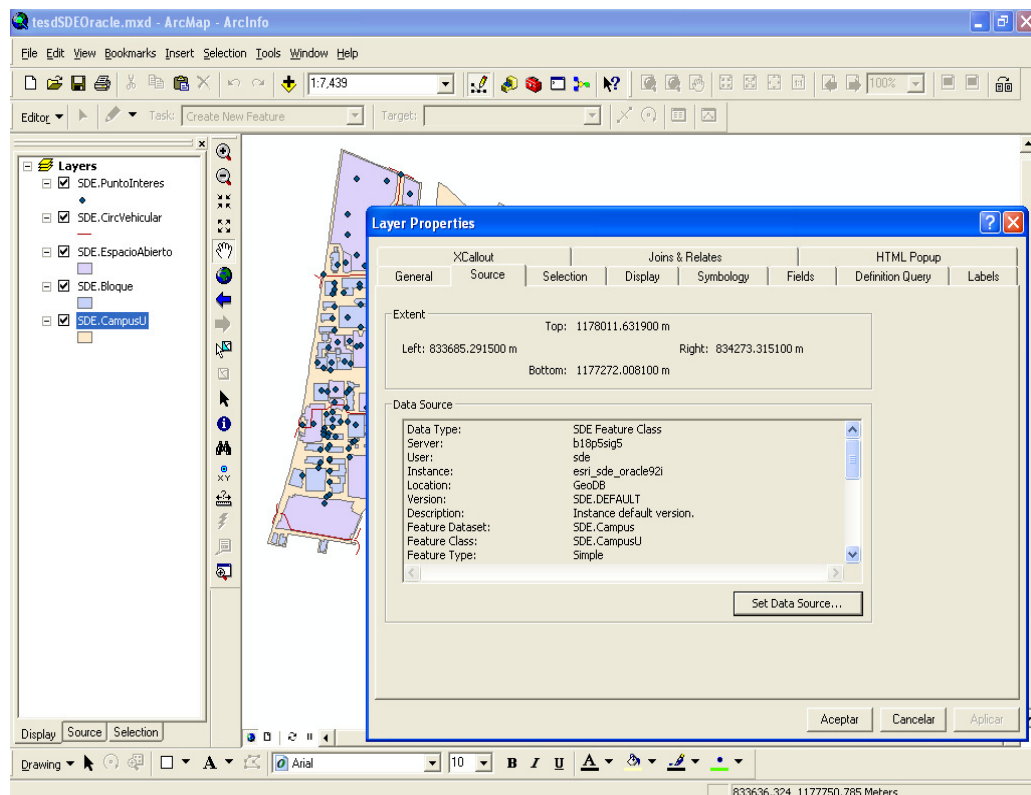 tesdSDEOracle.mxd - ArcMap - ArcInfo
File Edit View Bookmarks Insert Selection Tools Window Help
1:7,439
100%
Editor Task: Create New Feature Target:
Layers
SDE.PuntoInteres
SDE.CircVehicular
SDE.EspacioAbierto
SDE.Bloque
SDE.CampusU
Layer Properties
XCallout Joins & Relates HTML Popup
General Source Selection Display Symbology Fields Definition Query Labels
Extent
Top: 1178011.631900 m
Left: 833685.291500 m Right: 834273.315100 m
Bottom: 1177272.008100 m
Data Source
Data Type: SDE Feature Class
Server: b18p5sig5
User: sde
Instance: esri_sde_oracle92i
Location: GeoDB
Version: SDE.DEFAULT
Description: Instance default version.
Feature Dataset: SDE.Campus
Feature Class: SDE.CampusU
Feature Type: Simple
Set Data Source...
Aceptar Cancelar Aplicar
Display Source Selection
Drawing A Arial 10 B I U A
833636.324 1177750.785 Meters